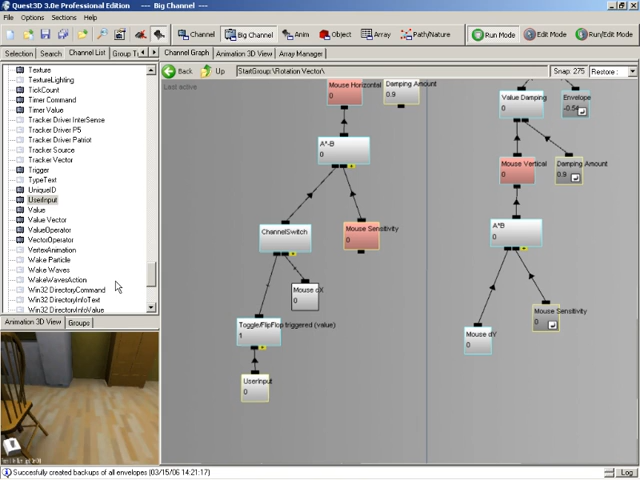 Quest3D 3.0e Professional Edition - Big Channel
File Options Sections Help
Channel Big Channel Anim Object Array Path/Nature Run Mode Edit Mode Run/Edit Mode
Selection Search Channel List Group T
Channel Graph Animation 3D View Array Manager
Back Up StartGroup:\Rotation Vector\ Snap: 275 Restore :
Last active
Texture
TextureLighting
TickCount
Timer Command
Timer Value
Tracker Driver InterSense
Tracker Driver P5
Tracker Driver Patriot
Tracker Source
Tracker Vector
Trigger
TypeText
UniqueID
UserInput
Value
Value Vector
ValueOperator
VectorOperator
VertexAnimation
Wake Particle
Wake Waves
WakeWavesAction
Win32 DirectoryCommand
Win32 DirectoryInfoText
Win32 DirectoryInfoValue
Animation 3D View Groups
Mouse Horizontal
0
Damping Amount
0.9
A*-B
0
ChannelSwitch
Mouse Sensitivity
0
Mouse dX
0
Toggle/FlipFlop triggered (value)
1
UserInput
0
Value Damping
0
Envelope
Mouse Vertical
0
Damping Amount
0.9
A*B
0
Mouse Sensitivity
0
Mouse dY
0
Succesfully created backups of all envelopes (03/15/06 14:21:17)
Log